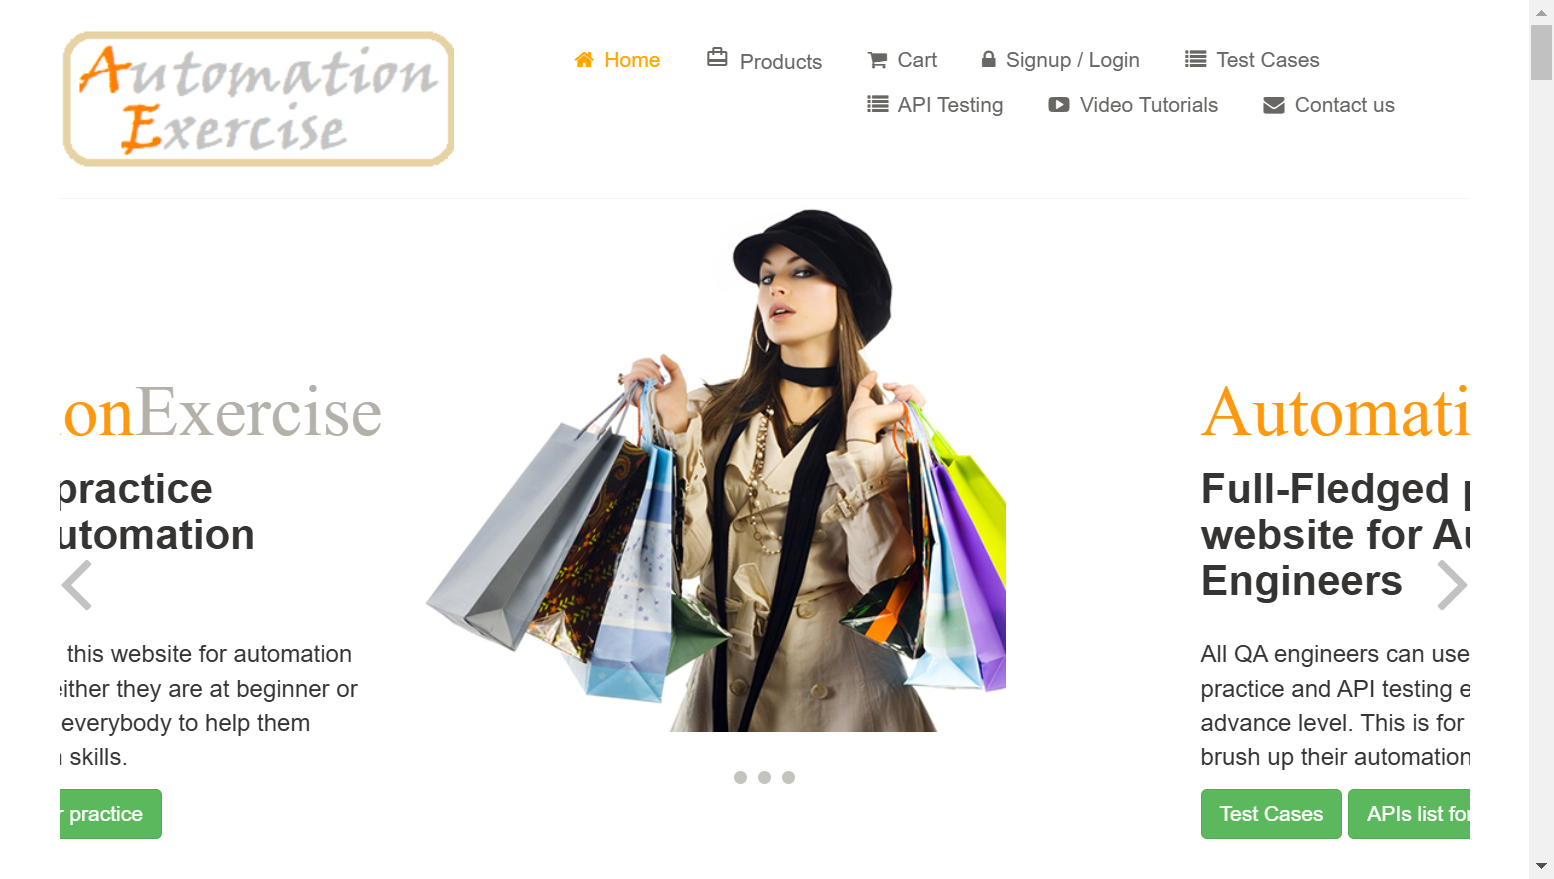 Automation
Exercise
Home
Products
Cart
Signup / Login
Test Cases
API Testing
Video Tutorials
Contact us
onExercise
practice
utomation
this website for automation
either they are at beginner or
everybody to help them
skills.
r practice
Automati
Full-Fledged p
website for Au
Engineers
All QA engineers can use
practice and API testing e
advance level. This is for
brush up their automation
Test Cases
APIs list for